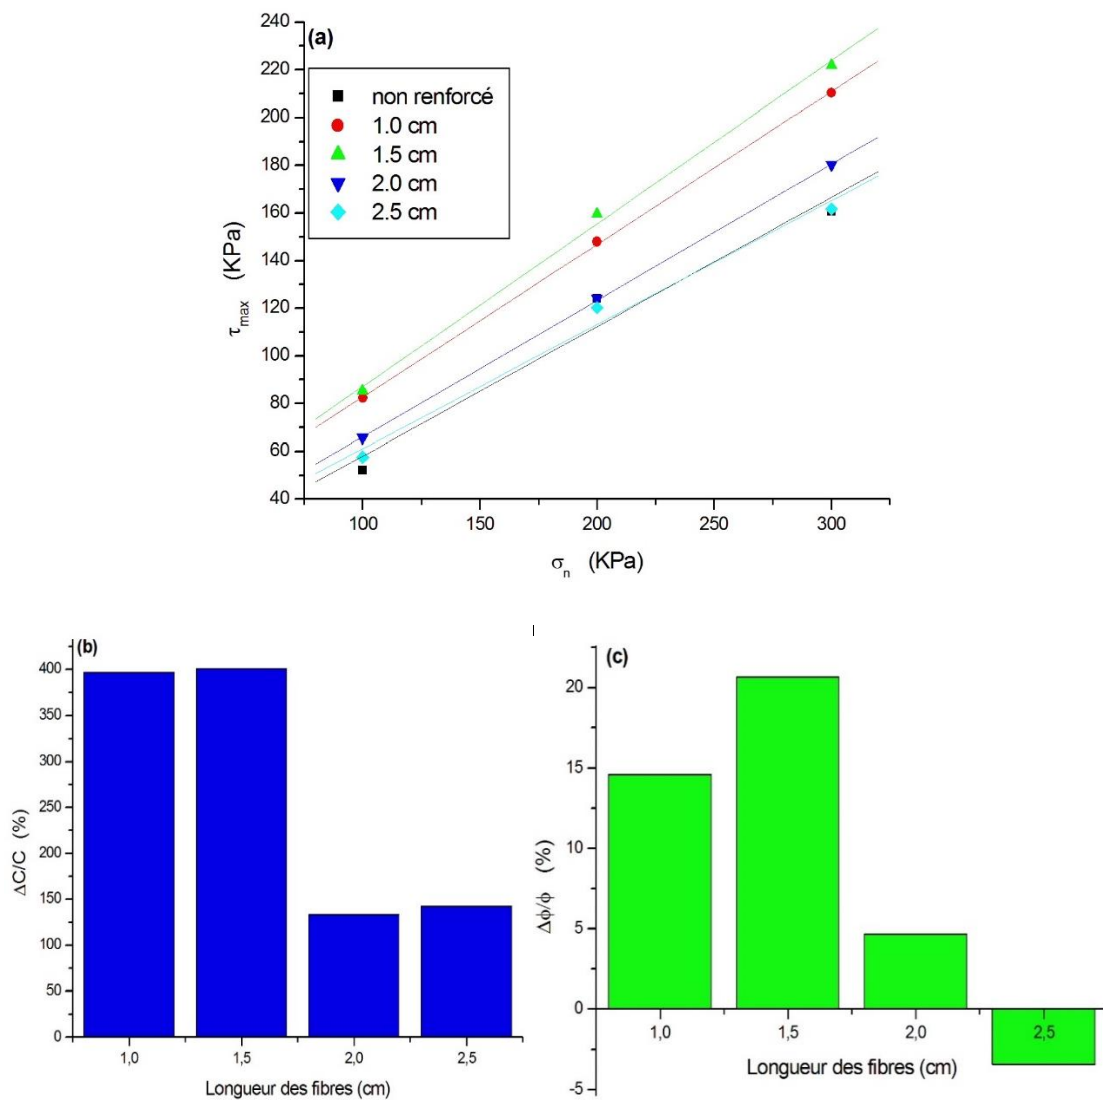 (a)
non renforcé
1.0 cm
1.5 cm
2.0 cm
2.5 cm
240
220
200
180
160
140
120
100
80
60
40
τmax (KPa)
100 150 200 250 300
σn (KPa)
(b)
400
350
300
250
200
150
100
50
0
ΔC/C (%)
1,0 1,5 2,0 2,5
Longueur des fibres (cm)
(c)
20
15
10
5
0
-5
Δϕ/ϕ (%)
1,0 1,5 2,0 2,5
Longueur des fibres (cm)